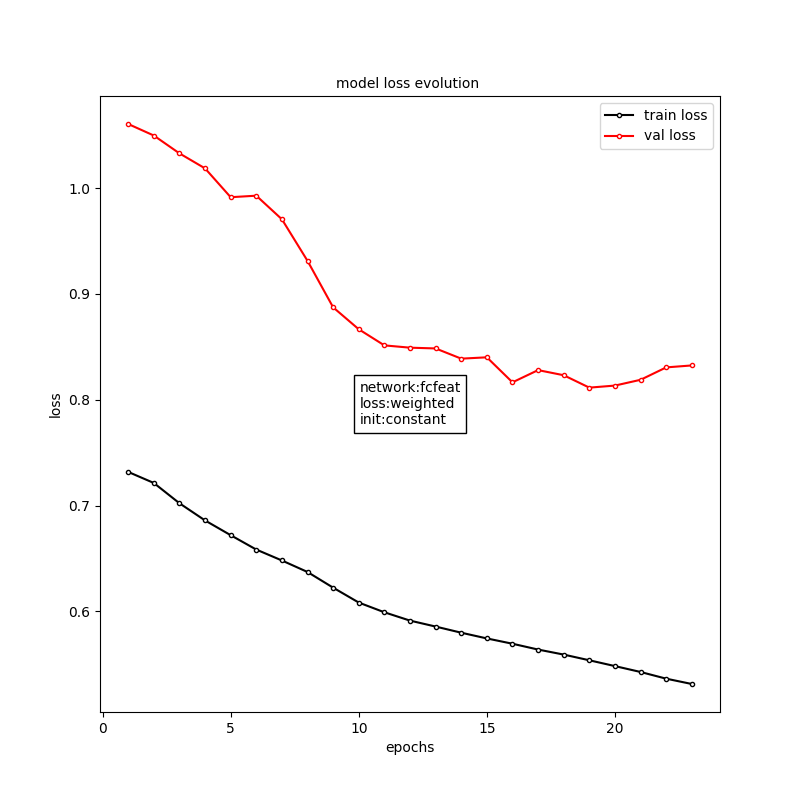 model loss evolution
train loss
val loss
1.0
0.9
0.8
0.7
0.6
loss
network:fcfeat
loss:weighted
init:constant
0 5 10 15 20
epochs